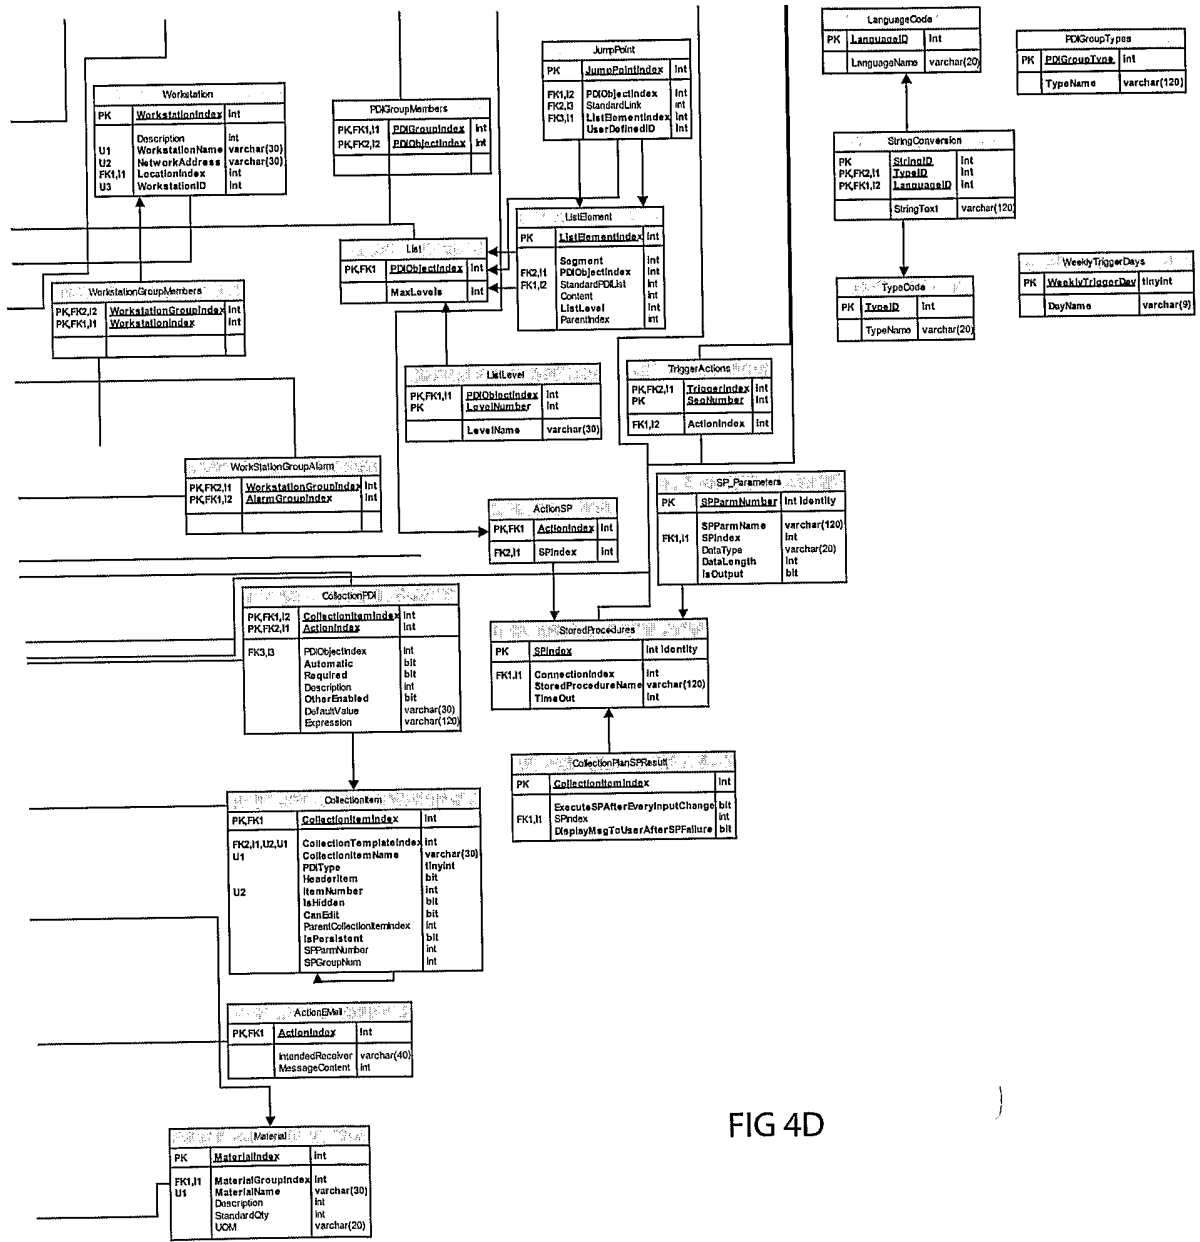 Workstation
PK WorkstationIndex int
Description int
U1 WorkstationName varchar(30)
U2 NetworkAddress varchar(30)
FK1,I1 LocationIndex int
U3 WorkstationID int
PDIGroupMembers
PK,FK1,I1 PDIGroupIndex int
PK,FK2,I2 PDIObjectIndex int
JumpPoint
PK JumpPointIndex int
FK1,I2 PDIObjectIndex int
FK2,I3 StandardLink int
FK3,I1 ListElementIndex int
UserDefinedID int
LanguageCode
PK LanguageID int
LanguageName varchar(20)
PDIGroupTypes
PK PDIGroupType int
TypeName varchar(120)
StringConversion
PK StringID int
PK,FK2,I1 TypeID int
PK,FK1,I2 LanguageID int
StringText varchar(120)
List
PK,FK1 PDIObjectIndex int
MaxLevels int
ListElement
PK ListElementIndex int
Segment int
FK2,I1 PDIObjectIndex int
FK1,I2 StandardPDIList int
Content int
ListLevel int
ParentIndex int
WeeklyTriggerDays
PK WeeklyTriggerDay tinyint
DayName varchar(9)
TypeCode
PK TypeID int
TypeName varchar(20)
WorkstationGroupMembers
PK,FK2,I2 WorkstationGroupIndex int
PK,FK1,I1 WorkstationIndex int
ListLevel
PK,FK1,I1 PDIObjectIndex int
PK LevelNumber int
LevelName varchar(30)
TriggerActions
PK,FK2,I1 TriggerIndex int
PK SeqNumber int
FK1,I2 ActionIndex int
WorkStationGroupAlarm
PK,FK2,I1 WorkstationGroupIndex int
PK,FK1,I2 AlarmGroupIndex int
ActionSP
PK,FK1 ActionIndex int
FK2,I1 SPIndex int
SP_Parameters
PK SPParmNumber int identity
SPParmName varchar(120)
FK1,I1 SPIndex int
DataType varchar(20)
DataLength int
IsOutput bit
CollectionPDI
PK,FK1,I2 CollectionItemIndex int
PK,FK2,I1 ActionIndex int
FK3,I3 PDIObjectIndex int
Automatic bit
Required bit
Description int
OtherEnabled bit
DefaultValue varchar(30)
Expression varchar(120)
StoredProcedures
PK SPIndex int identity
FK1,I1 ConnectionIndex int
StoredProcedureName varchar(120)
TimeOut int
CollectionPlanSPResult
PK CollectionItemIndex int
ExecuteSPAfterEveryInputChange bit
FK1,I1 SPIndex int
DisplayMsgToUserAfterSPFailure bit
CollectionItem
PK,FK1 CollectionItemIndex int
FK2,I1,U2,U1 CollectionTemplateIndex int
U1 CollectionItemName varchar(30)
PDIType tinyint
HeaderItem bit
U2 ItemNumber int
IsHidden bit
CanEdit bit
ParentCollectionItemIndex int
IsPersistent bit
SPParmNumber int
SPGroupNum int
ActionEMail
PK,FK1 ActionIndex int
IntendedReceiver varchar(40)
MessageContent int
Material
PK MaterialIndex int
FK1,I1 MaterialGroupIndex int
U1 MaterialName varchar(30)
Description int
StandardQty int
UOM varchar(20)
FIG 4D